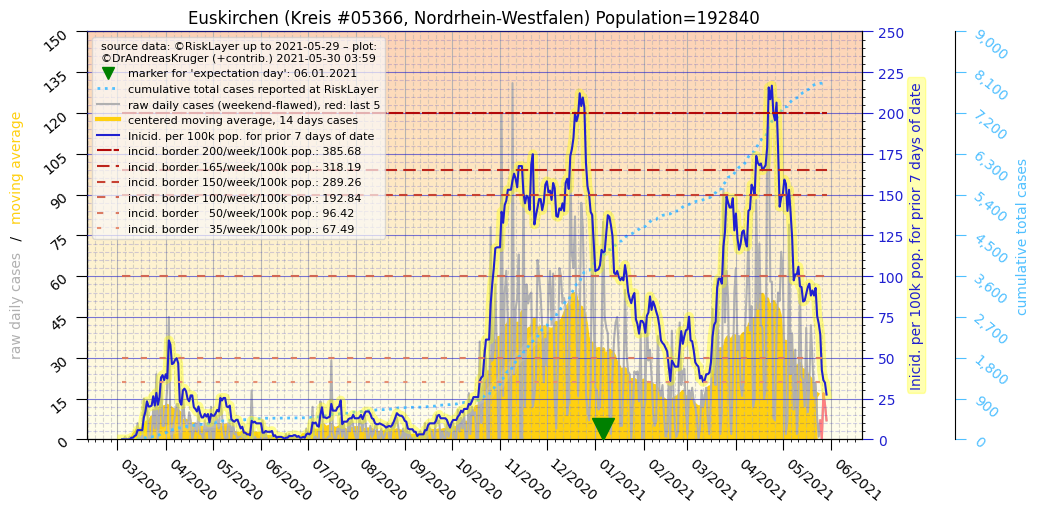 Euskirchen (Kreis #05366, Nordrhein-Westfalen) Population=192840
source data: ©RiskLayer up to 2021-05-29 – plot:
©DrAndreasKruger (+contrib.) 2021-05-30 03:59
marker for 'expectation day': 06.01.2021
cumulative total cases reported at RiskLayer
raw daily cases (weekend-flawed), red: last 5
centered moving average, 14 days cases
Inicid. per 100k pop. for prior 7 days of date
incid. border 200/week/100k pop.: 385.68
incid. border 165/week/100k pop.: 318.19
incid. border 150/week/100k pop.: 289.26
incid. border 100/week/100k pop.: 192.84
incid. border 50/week/100k pop.: 96.42
incid. border 35/week/100k pop.: 67.49
raw daily cases / moving average
150
135
120
105
90
75
60
45
30
15
0
250
225
200
175
150
125
100
75
50
25
0
Inicid. per 100k pop. for prior 7 days of date
9,000
8,100
7,200
6,300
5,400
4,500
3,600
2,700
1,800
900
0
cumulative total cases
03/2020
04/2020
05/2020
06/2020
07/2020
08/2020
09/2020
10/2020
11/2020
12/2020
01/2021
02/2021
03/2021
04/2021
05/2021
06/2021